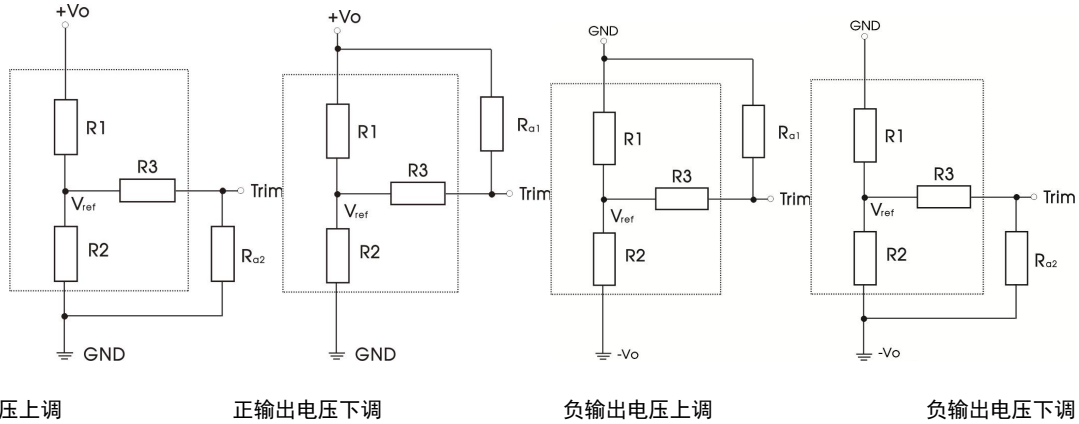 +Vo
R1
R3
Trim
Vref
R2
Ra2
GND
+Vo
R1
Ra1
R3
Trim
Vref
R2
GND
GND
R1
Ra1
R3
Trim
Vref
R2
-Vo
GND
R1
R3
Trim
Vref
R2
Ra2
-Vo
压上调
正输出电压下调
负输出电压上调
负输出电压下调